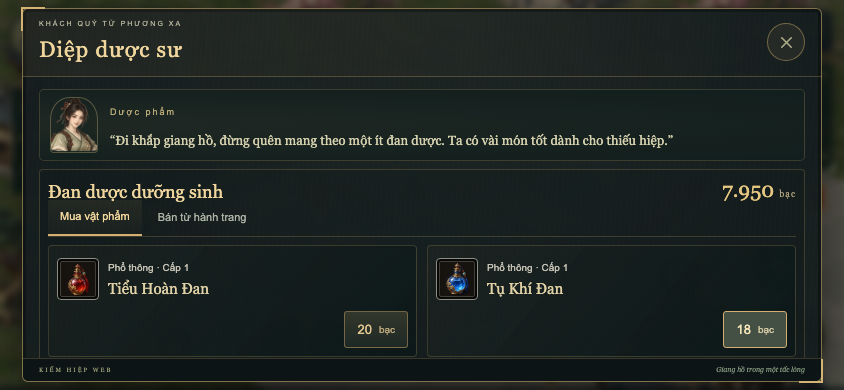 KHÁCH QUÝ TỪ PHƯƠNG XA
Diệp dược sư
Dược phẩm
“Đi khắp giang hồ, đừng quên mang theo một ít đan dược. Ta có vài món tốt dành cho thiếu hiệp.”
Đan dược dưỡng sinh
7.950 bạc
Mua vật phẩm
Bán từ hành trang
Phổ thông · Cấp 1
Tiểu Hoàn Đan
20 bạc
Phổ thông · Cấp 1
Tụ Khí Đan
18 bạc
KIẾM HIỆP WEB
Giang hồ trong một tấc lòng